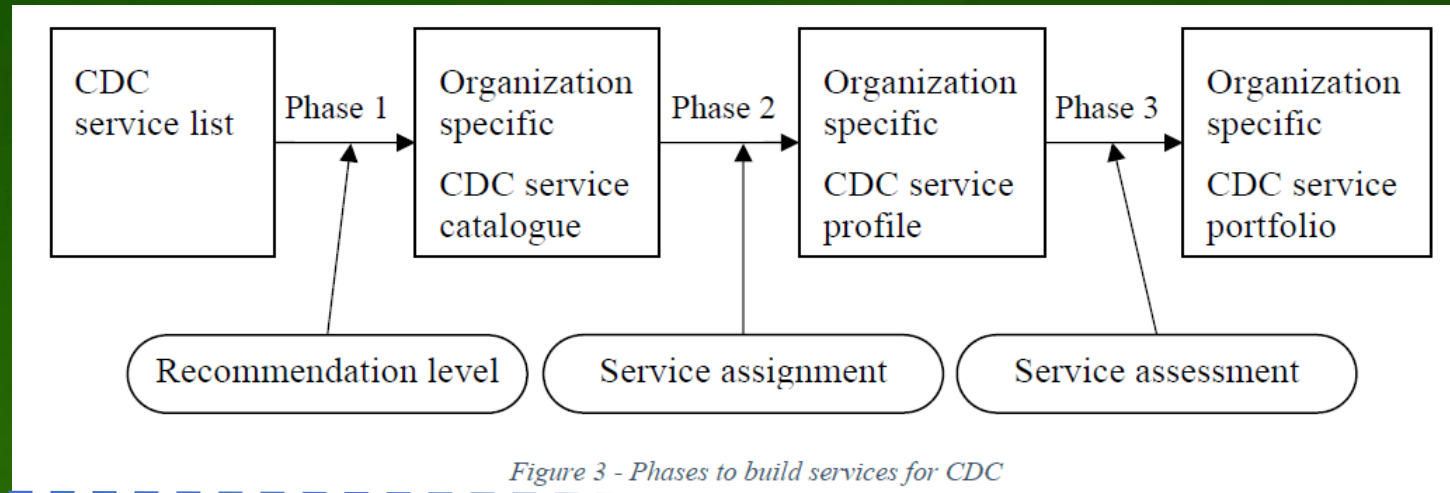 CDC
service list
Phase 1
Organization
specific
CDC service
catalogue
Phase 2
Organization
specific
CDC service
profile
Phase 3
Organization
specific
CDC service
portfolio
Recommendation level
Service assignment
Service assessment
Figure 3 - Phases to build services for CDC